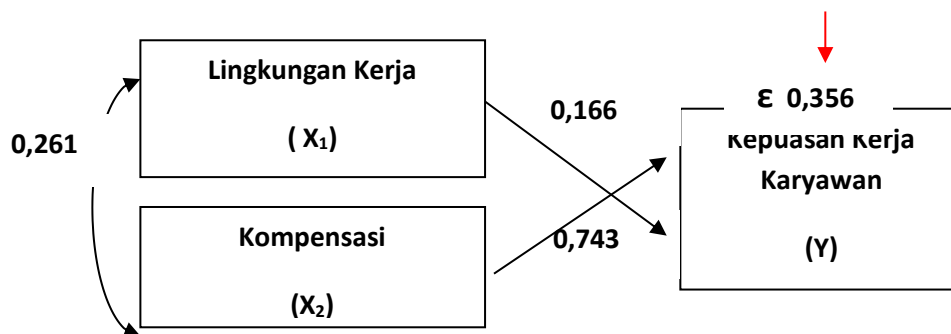 Lingkungan Kerja
( X₁)
0,261
0,166
ε 0,356
Kepuasan Kerja
Karyawan
(Y)
Kompensasi
(X₂)
0,743